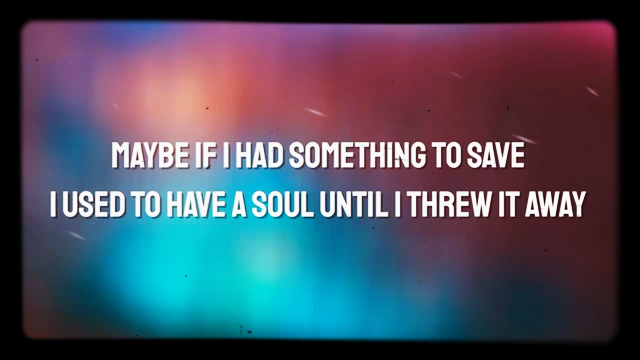 MAYBE IF I HAD SOMETHING TO SAVE
I USED TO HAVE A SOUL UNTIL I THREW IT AWAY